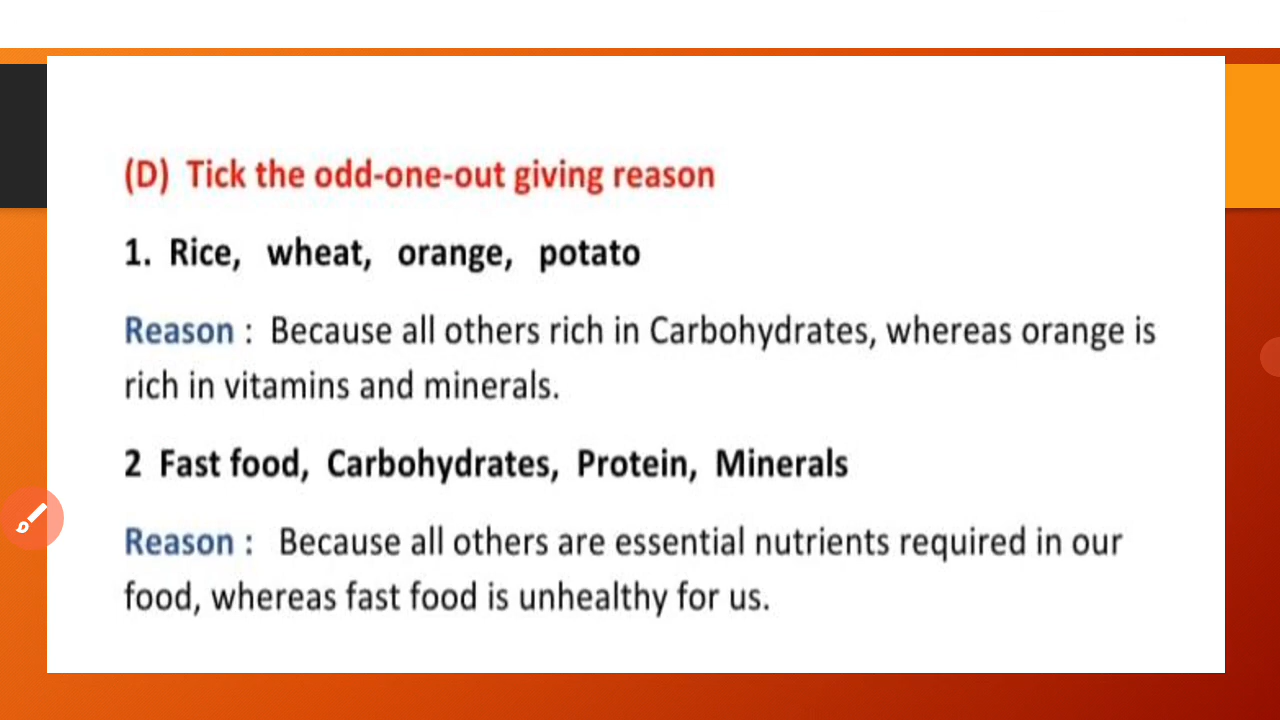 (D) Tick the odd-one-out giving reason
1. Rice, wheat, orange, potato
Reason : Because all others rich in Carbohydrates, whereas orange is
rich in vitamins and minerals.
2 Fast food, Carbohydrates, Protein, Minerals
Reason : Because all others are essential nutrients required in our
food, whereas fast food is unhealthy for us.